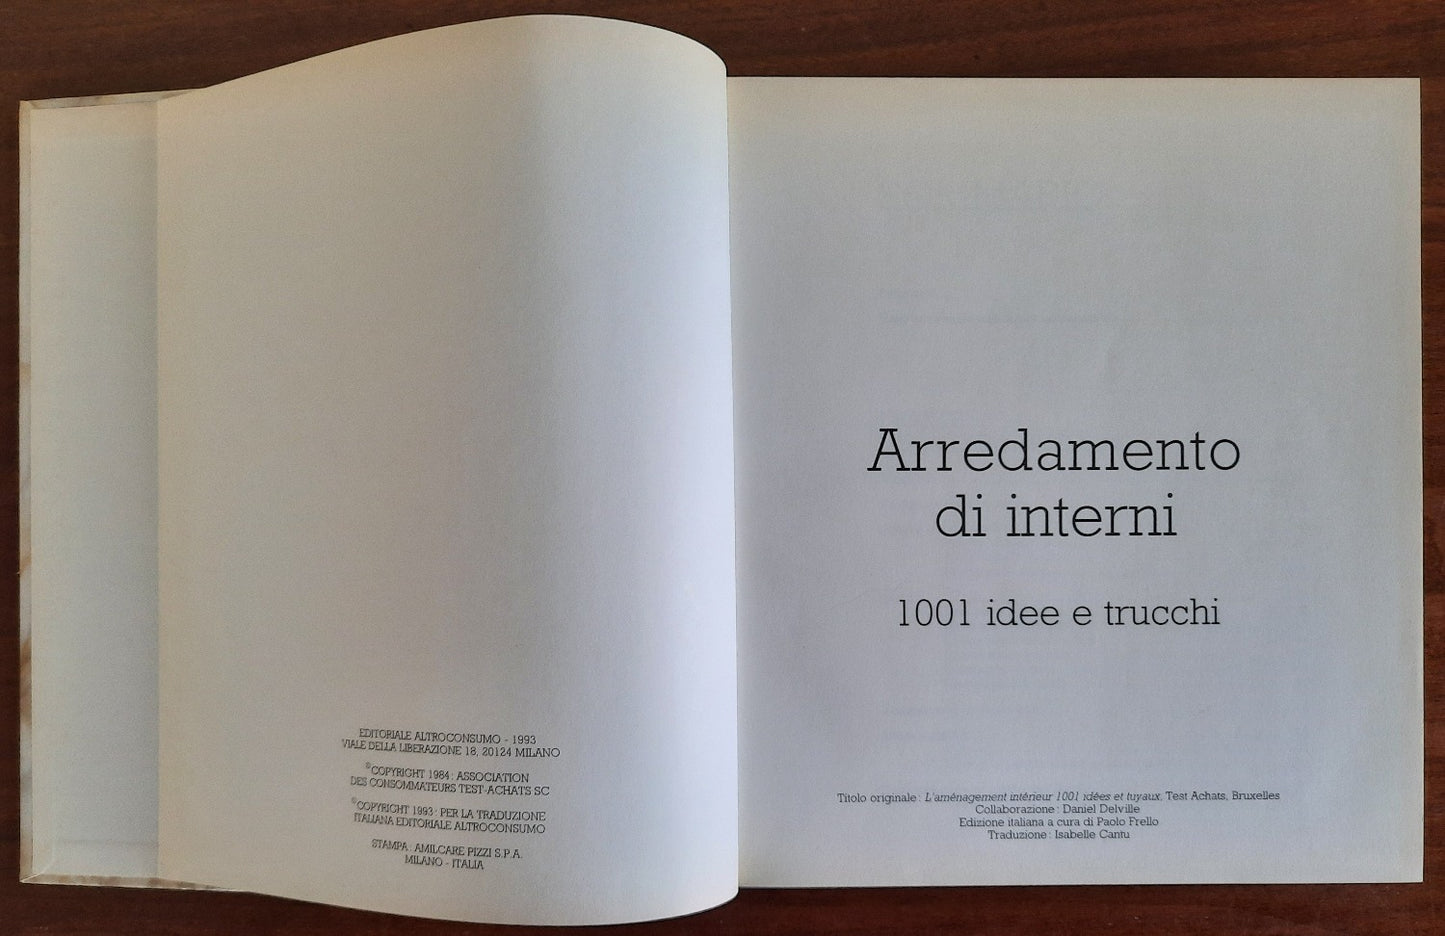 EDITORIALE ALTROCONSUMO - 1993
VIALE DELLA LIBERAZIONE 18, 20124 MILANO
©COPYRIGHT 1984: ASSOCIATION
DES CONSOMMATEURS TEST-ACHATS SC
©COPYRIGHT 1993: PER LA TRADUZIONE
ITALIANA EDITORIALE ALTROCONSUMO
STAMPA: AMILCARE PIZZI S.P.A.
MILANO - ITALIA
Arredamento
di interni
1001 idee e trucchi
Titolo originale: L'aménagement intérieur 1001 idées et tuyaux, Test Achats, Bruxelles
Collaborazione: Daniel Delville
Edizione italiana a cura di Paolo Frello
Traduzione: Isabelle Cantu